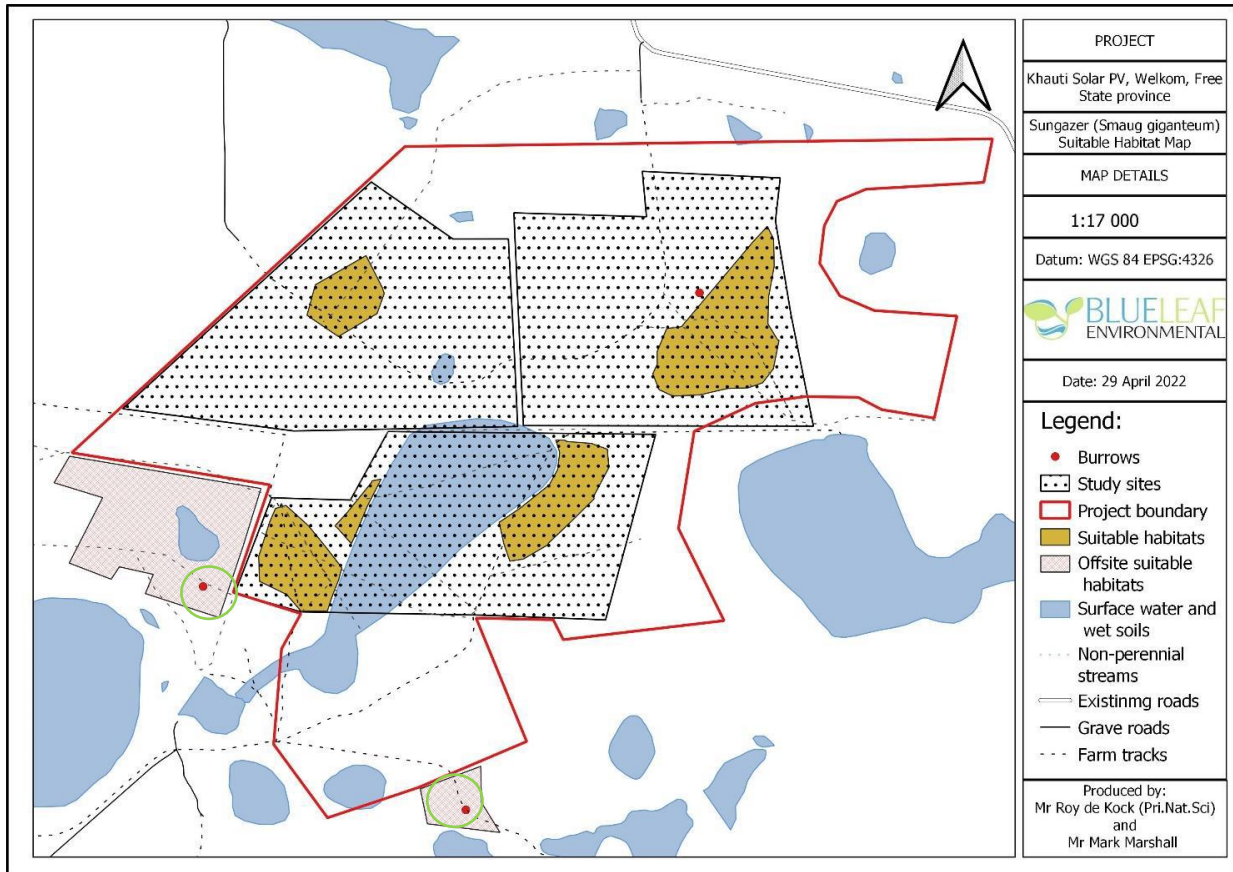 PROJECT
Khauti Solar PV, Welkom, Free
State province
Sungazer (Smaug giganteum)
Suitable Habitat Map
MAP DETAILS
1:17 000
Datum: WGS 84 EPSG:4326
BLUELEAF
ENVIRONMENTAL
Date: 29 April 2022
Legend:
Burrows
Study sites
Project boundary
Suitable habitats
Offsite suitable
habitats
Surface water and
wet soils
Non-perennial
streams
Existinmg roads
Grave roads
Farm tracks
Produced by:
Mr Roy de Kock (Pri.Nat.Sci)
and
Mr Mark Marshall